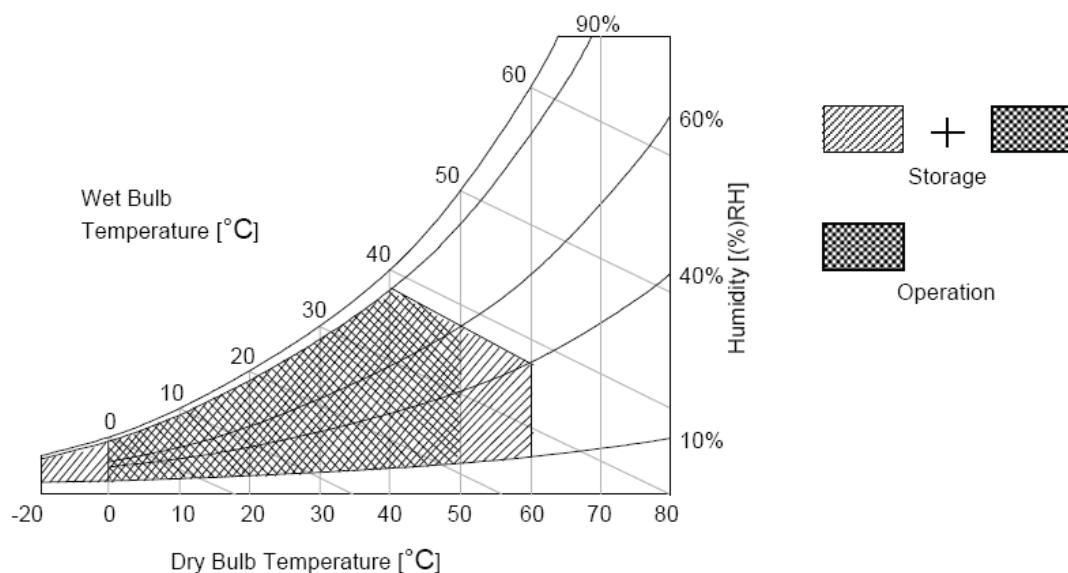 90%
60
60%
50
Wet Bulb
Temperature [°C]
Storage
40
40%
Humidity [(%)RH]
Operation
30
20
10
0
10%
-20 0 10 20 30 40 50 60 70 80
Dry Bulb Temperature [°C]